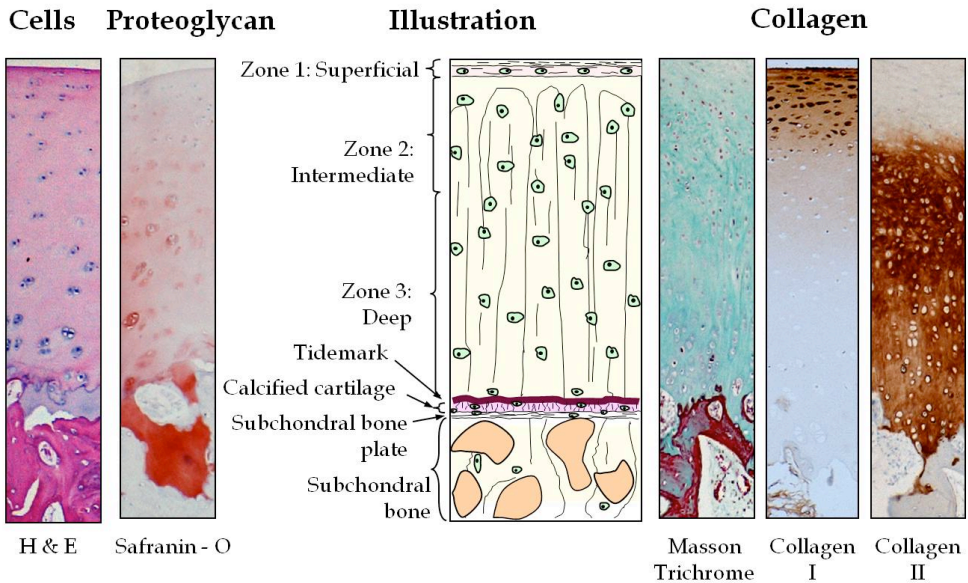 Cells
Proteoglycan
Illustration
Collagen
Zone 1: Superficial
Zone 2:
Intermediate
Zone 3:
Deep
Tidemark
Calcified cartilage
Subchondral bone
plate
Subchondral
bone
H & E
Safranin - O
Masson
Trichrome
Collagen
I
Collagen
II